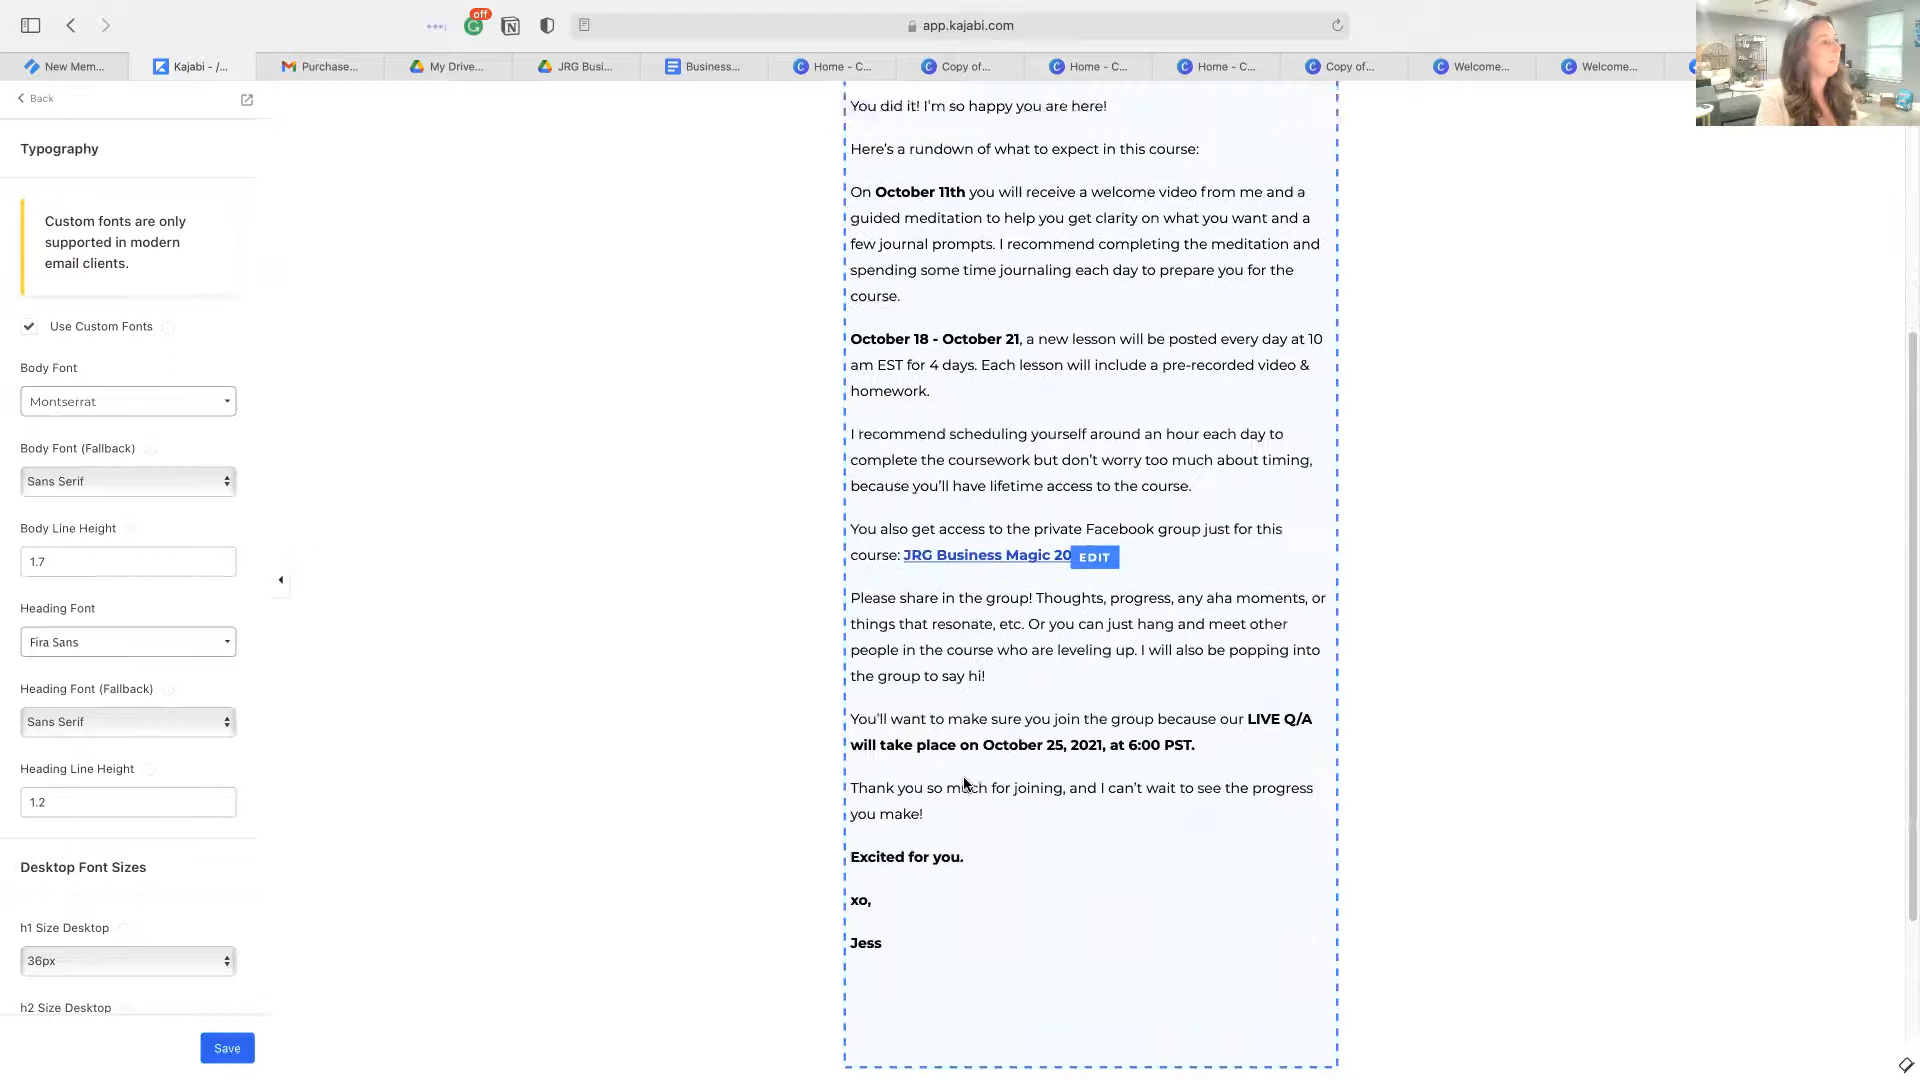 off
app.kajabi.com
New Mem...
Kajabi - /...
Purchase...
My Drive...
JRG Busi...
Business...
Home - C...
Copy of...
Home - C...
Home - C...
Copy of...
Welcome...
Welcome...
Back
Typography
Custom fonts are only
supported in modern
email clients.
Use Custom Fonts
Body Font
Montserrat
Body Font (Fallback)
Sans Serif
Body Line Height
1.7
Heading Font
Fira Sans
Heading Font (Fallback)
Sans Serif
Heading Line Height
1.2
Desktop Font Sizes
h1 Size Desktop
36px
h2 Size Desktop
Save
You did it! I'm so happy you are here!
Here's a rundown of what to expect in this course:
On October 11th you will receive a welcome video from me and a
guided meditation to help you get clarity on what you want and a
few journal prompts. I recommend completing the meditation and
spending some time journaling each day to prepare you for the
course.
October 18 - October 21, a new lesson will be posted every day at 10
am EST for 4 days. Each lesson will include a pre-recorded video &
homework.
I recommend scheduling yourself around an hour each day to
complete the coursework but don't worry too much about timing,
because you'll have lifetime access to the course.
You also get access to the private Facebook group just for this
course: JRG Business Magic 20 EDIT
Please share in the group! Thoughts, progress, any aha moments, or
things that resonate, etc. Or you can just hang and meet other
people in the course who are leveling up. I will also be popping into
the group to say hi!
You'll want to make sure you join the group because our LIVE Q/A
will take place on October 25, 2021, at 6:00 PST.
Thank you so much for joining, and I can't wait to see the progress
you make!
Excited for you.
xo,
Jess